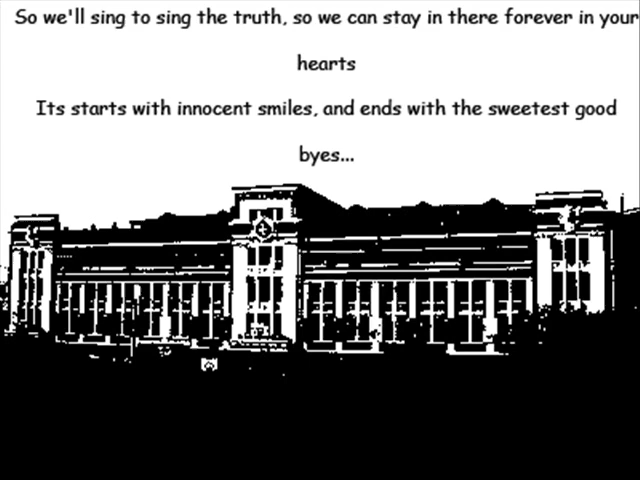 So we'll sing to sing the truth, so we can stay in there forever in your
hearts
Its starts with innocent smiles, and ends with the sweetest good
byes...